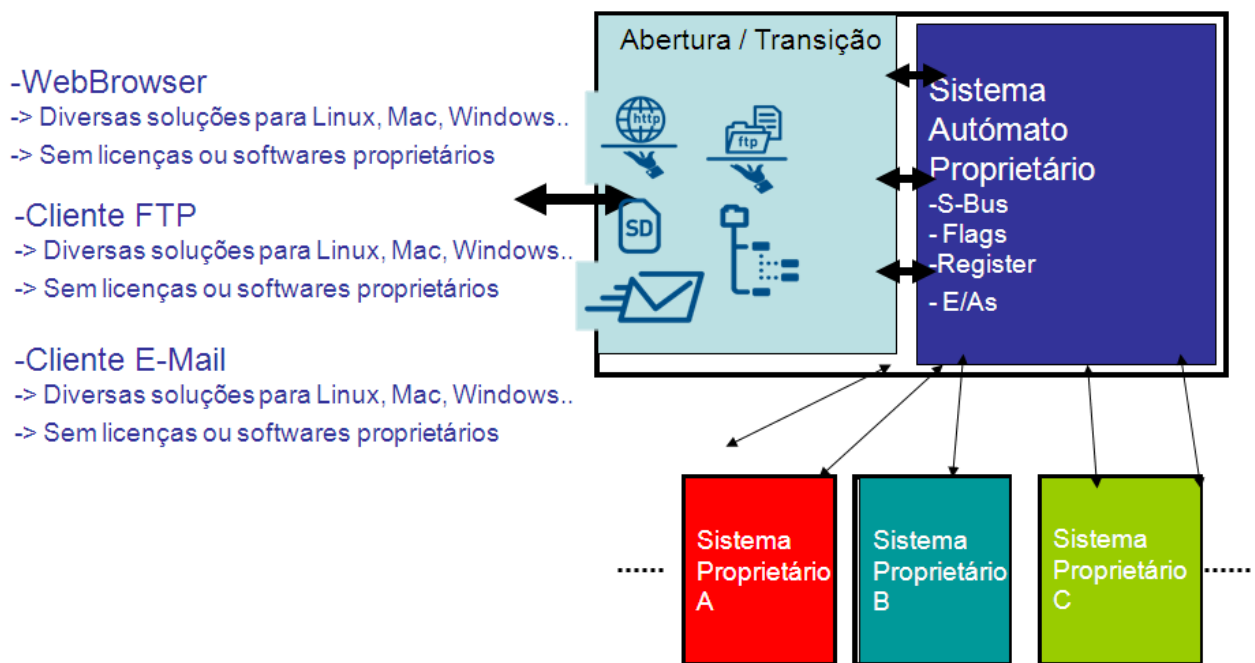 -WebBrowser
-> Diversas soluções para Linux, Mac, Windows..
-> Sem licenças ou softwares proprietários
-Cliente FTP
-> Diversas soluções para Linux, Mac, Windows..
-> Sem licenças ou softwares proprietários
-Cliente E-Mail
-> Diversas soluções para Linux, Mac, Windows..
-> Sem licenças ou softwares proprietários
Abertura / Transição
http
ftp
SD
Sistema
Autómato
Proprietário
-S-Bus
- Flags
-Register
- E/As
......
Sistema
Proprietário
A
Sistema
Proprietário
B
Sistema
Proprietário
C
......